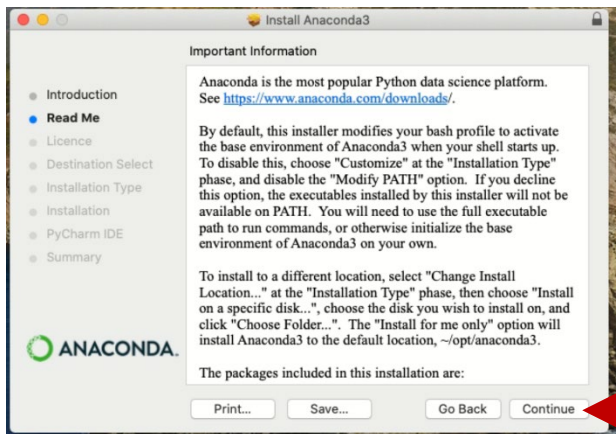 Install Anaconda3
Important Information
Introduction
Read Me
Licence
Destination Select
Installation Type
Installation
PyCharm IDE
Summary
ANACONDA.
Anaconda is the most popular Python data science platform.
See https://www.anaconda.com/downloads/.
By default, this installer modifies your bash profile to activate
the base environment of Anaconda3 when your shell starts up.
To disable this, choose "Customize" at the "Installation Type"
phase, and disable the "Modify PATH" option. If you decline
this option, the executables installed by this installer will not be
available on PATH. You will need to use the full executable
path to run commands, or otherwise initialize the base
environment of Anaconda3 on your own.
To install to a different location, select "Change Install
Location..." at the "Installation Type" phase, then choose "Install
on a specific disk...", choose the disk you wish to install on, and
click "Choose Folder...". The "Install for me only" option will
install Anaconda3 to the default location, ~/opt/anaconda3.
The packages included in this installation are:
Print...
Save...
Go Back
Continue